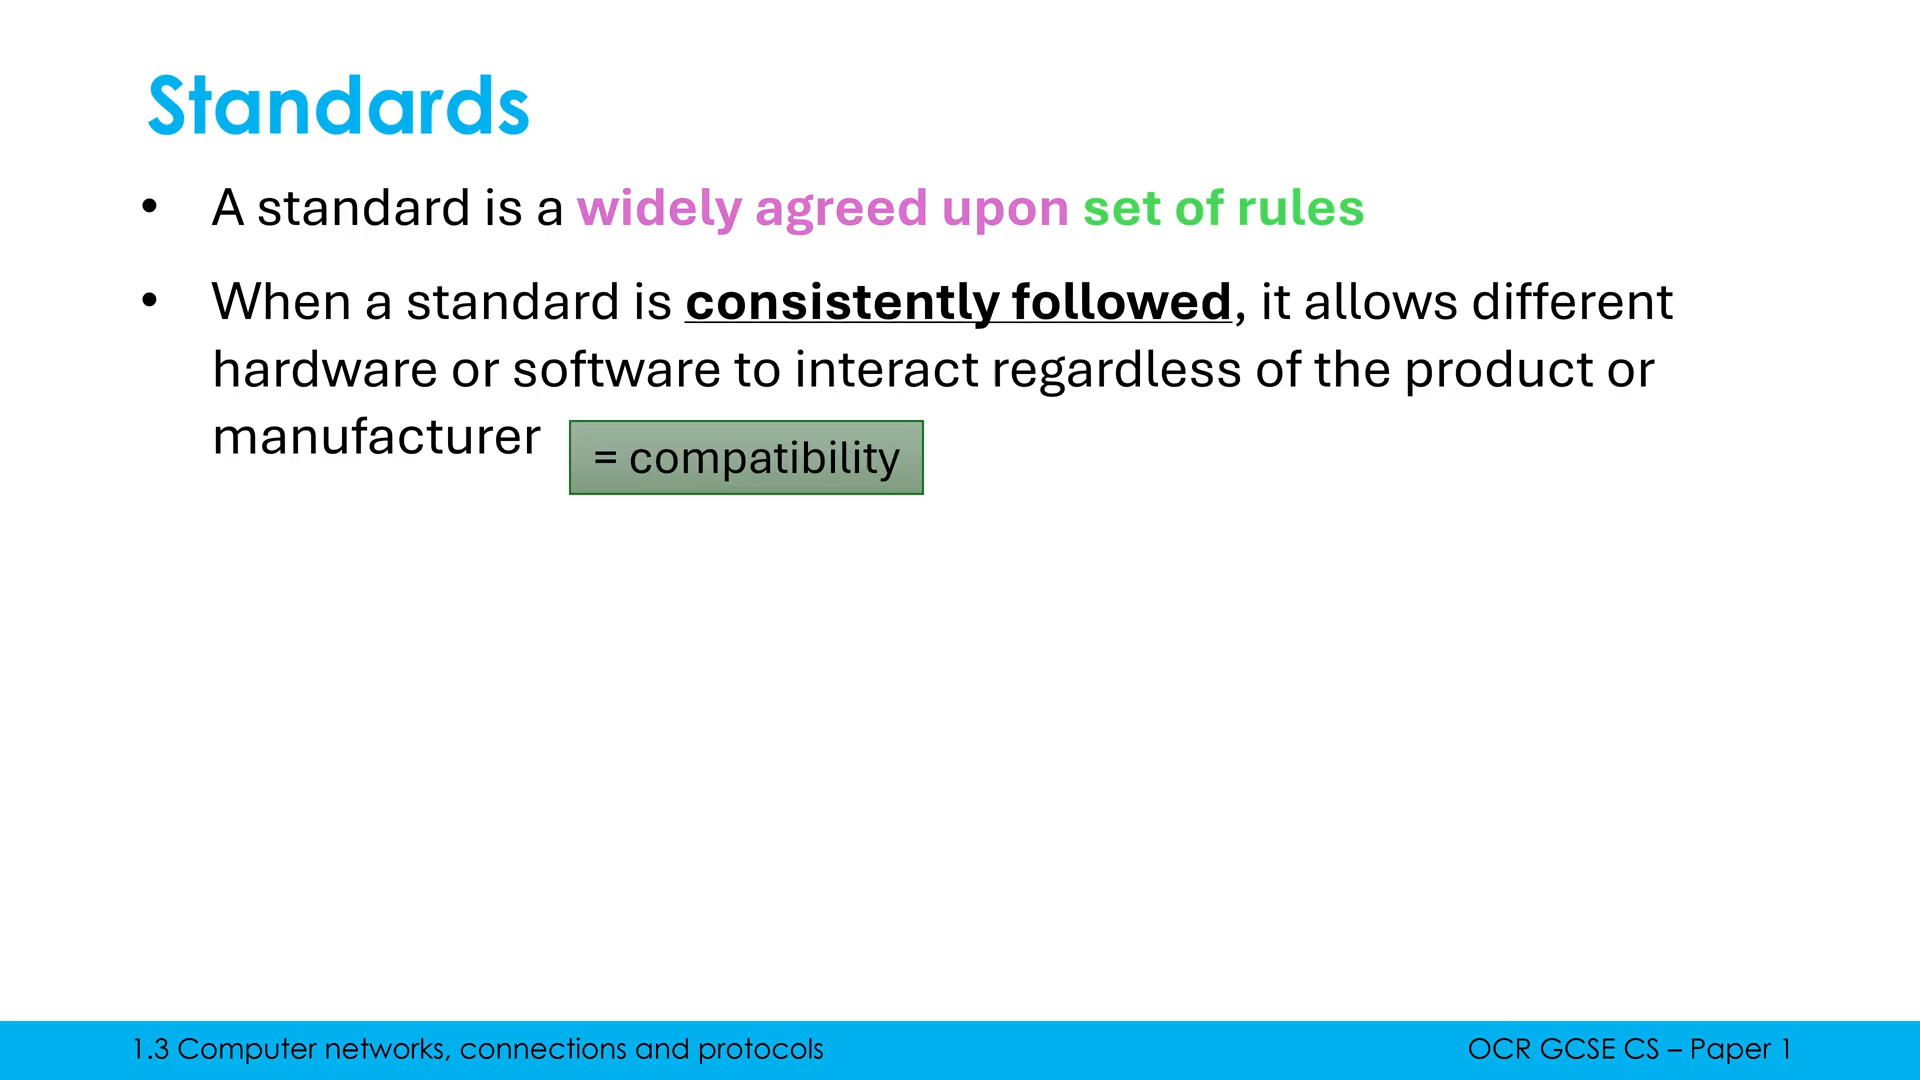 Standards
• A standard is a widely agreed upon set of rules
• When a standard is consistently followed, it allows different
hardware or software to interact regardless of the product or
manufacturer
= compatibility
1.3 Computer networks, connections and protocols
OCR GCSE CS – Paper 1